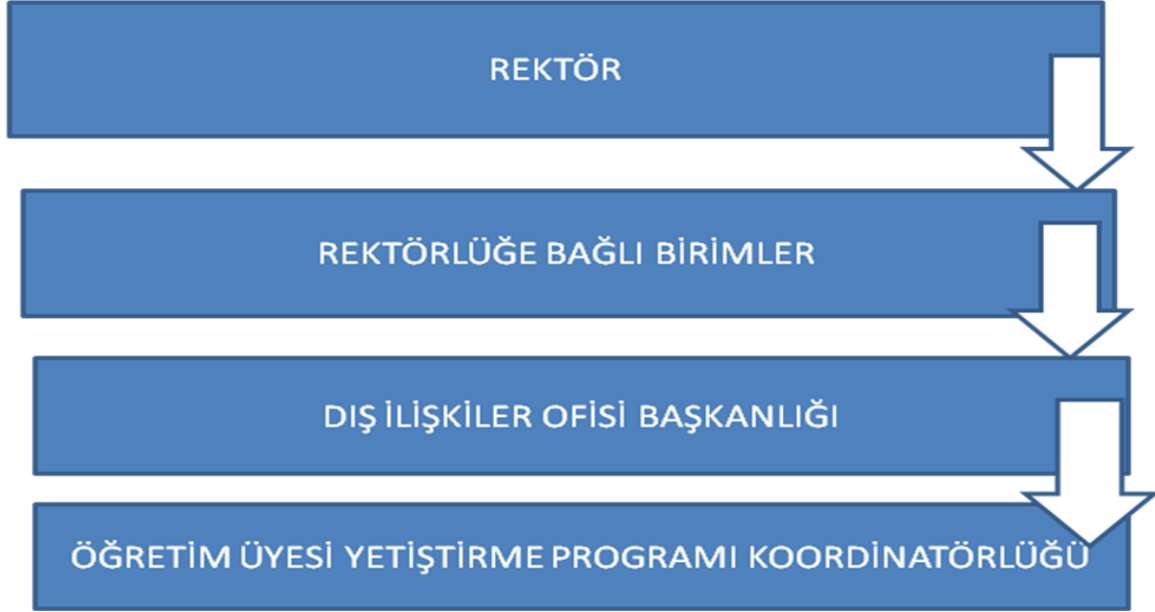 REKTÖR
REKTÖRLÜĞE BAĞLI BİRİMLER
DIŞ İLİŞKİLER OFİSİ BAŞKANLIĞI
ÖĞRETİM ÜYESİ YETİŞTİRME PROGRAMI KOORDİNATÖRLÜĞÜ